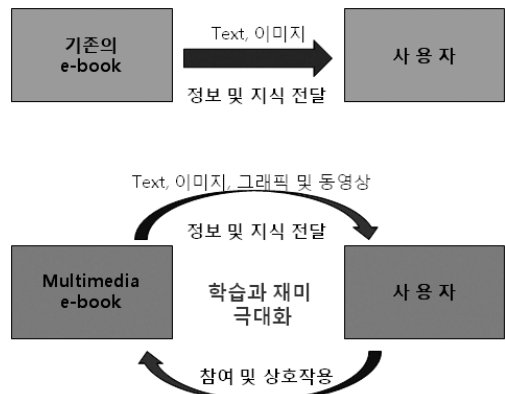 Text, 이미지
기존의
e-book
사 용 자
정보 및 지식 전달
Text, 이미지, 그래픽 및 동영상
정보 및 지식 전달
Multimedia
e-book
학습과 재미
극대화
사 용 자
참여 및 상호작용